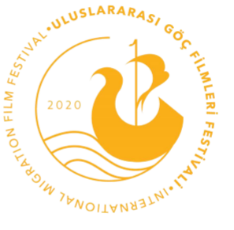 ULUSLARARASI GÖÇ FİLMLERİ FESTİVALİ • INTERNATIONAL MIGRATION FILM FESTIVAL •
2020